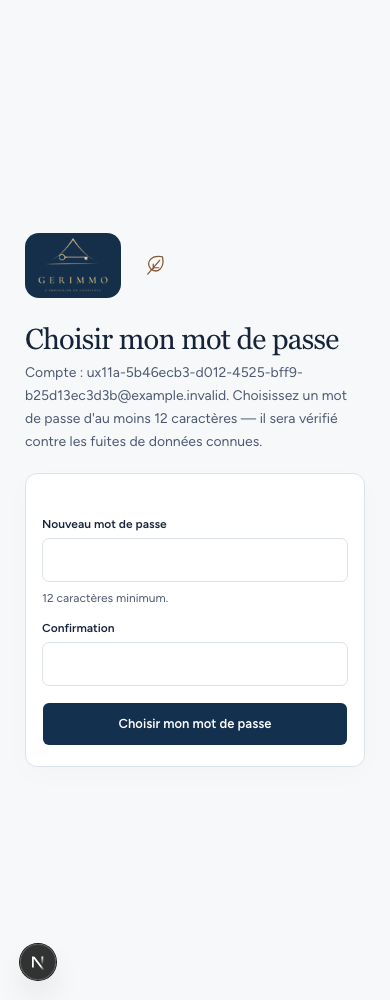 GERIMMO
Choisir mon mot de passe
Compte : ux11a-5b46ecb3-d012-4525-bff9-
b25d13ec3d3b@example.invalid. Choisissez un mot
de passe d'au moins 12 caractères — il sera vérifié
contre les fuites de données connues.
Nouveau mot de passe
12 caractères minimum.
Confirmation
Choisir mon mot de passe
N